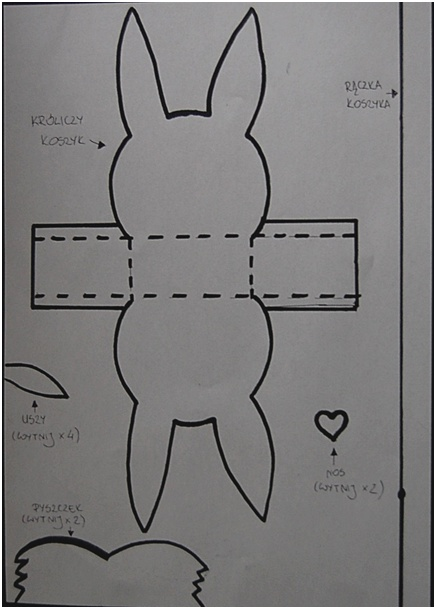 KRÓLICZY
KOSZYK
RĄCZKA
KOSZYKA
USZY
(WYTNIJ x4)
NOS
(WYTNIJ x2)
PYSZCZEK
(WYTNIJ x2)